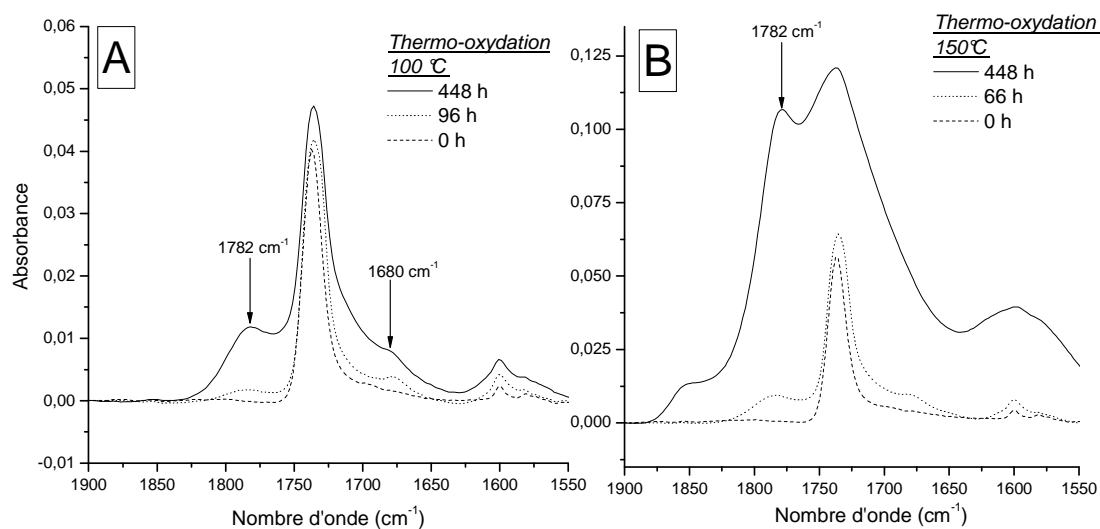 A
Thermo-oxydation
100 °C
448 h
96 h
0 h
1782 cm-1
1680 cm-1
0,06
0,05
0,04
0,03
0,02
0,01
0,00
-0,01
Absorbance
1900 1850 1800 1750 1700 1650 1600 1550
Nombre d'onde (cm-1)
B
1782 cm-1
Thermo-oxydation
150°C
448 h
66 h
0 h
0,125
0,100
0,075
0,050
0,025
0,000
1900 1850 1800 1750 1700 1650 1600 1550
Nombre d'onde (cm-1)